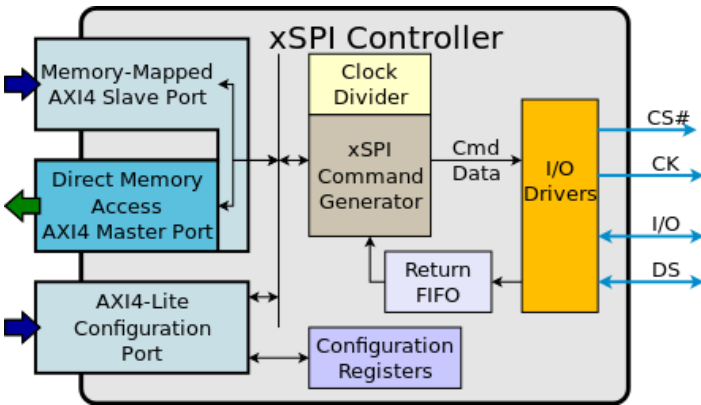 xSPI Controller
Memory-Mapped
AXI4 Slave Port
Direct Memory
Access
AXI4 Master Port
AXI4-Lite
Configuration
Port
Clock
Divider
xSPI
Command
Generator
Cmd
Data
Return
FIFO
Configuration
Registers
I/O
Drivers
CS#
CK
I/O
DS